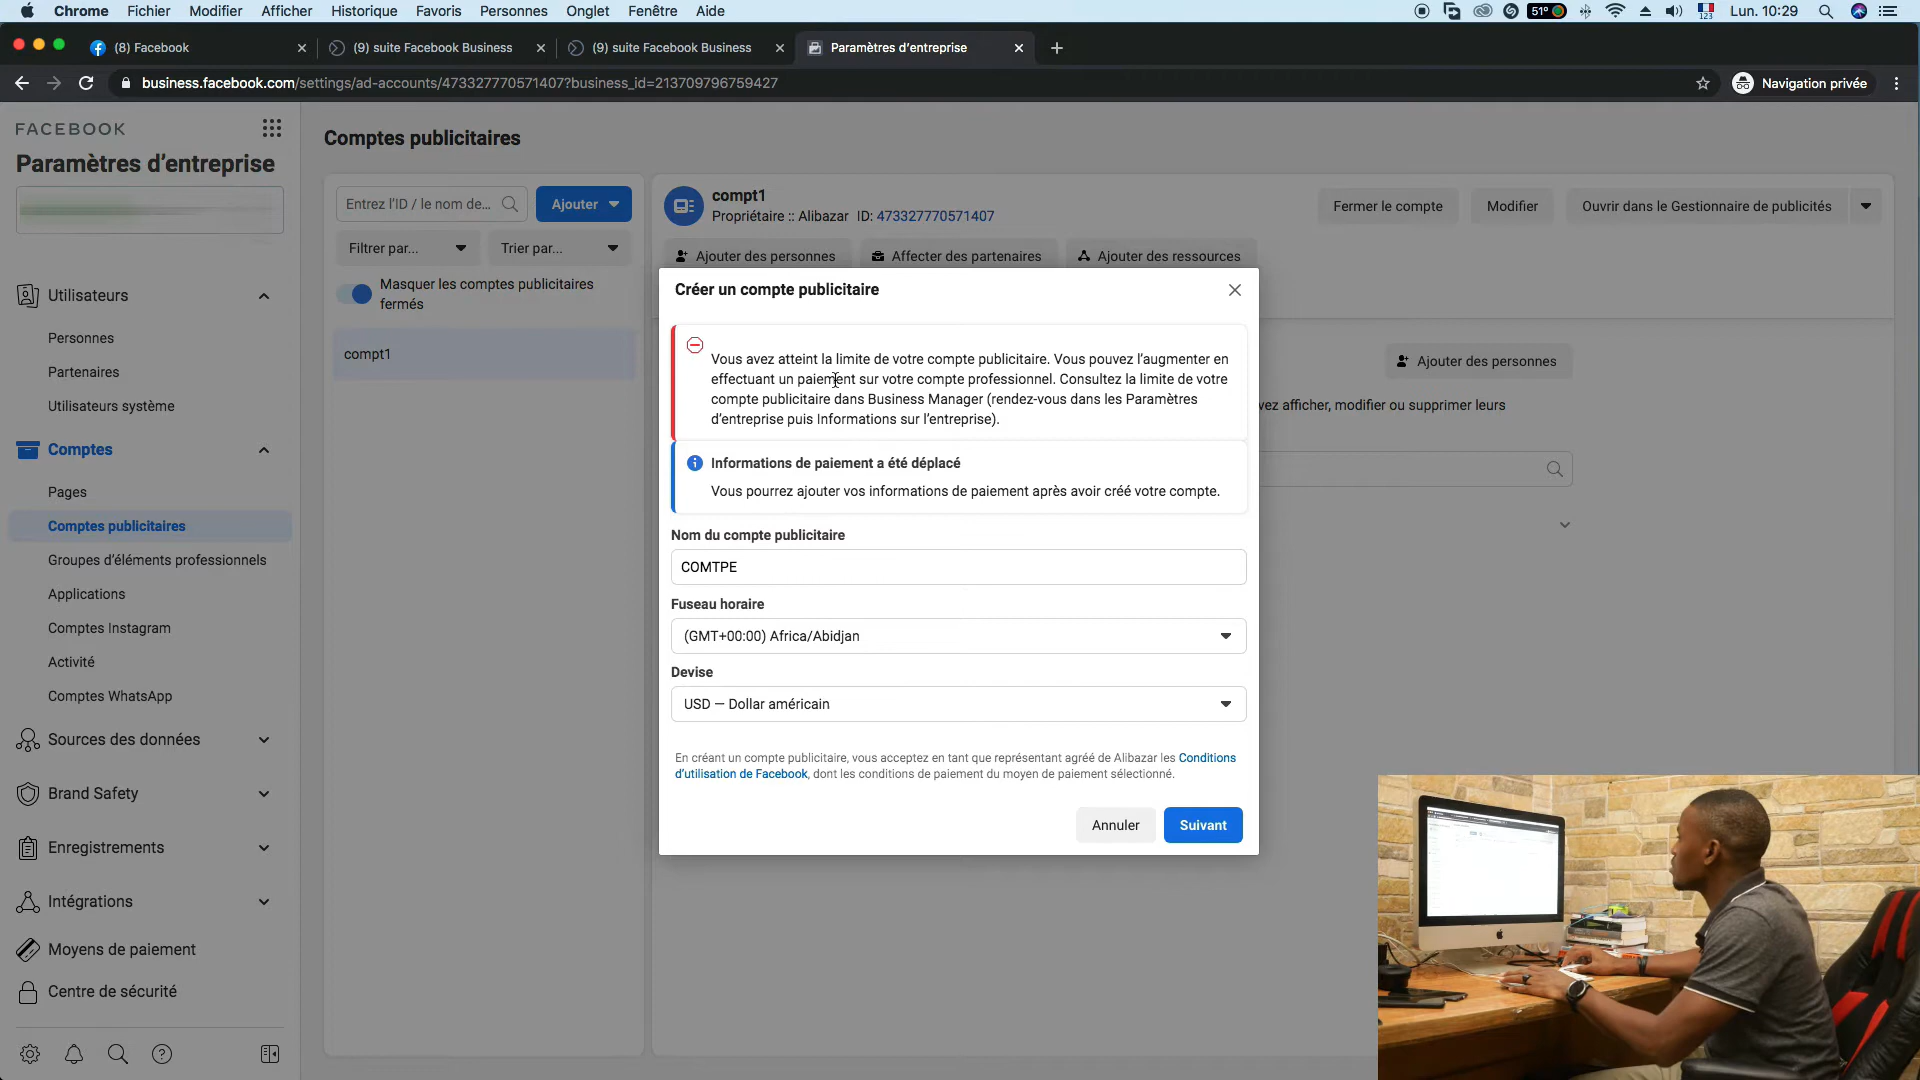 Chrome Fichier Modifier Afficher Historique Favoris Personnes Onglet Fenêtre Aide 51° 123 Lun. 10:29
(8) Facebook (9) suite Facebook Business (9) suite Facebook Business Paramètres d'entreprise
business.facebook.com/settings/ad-accounts/473327770571407?business_id=213709796759427 Navigation privée
FACEBOOK
Paramètres d'entreprise
Utilisateurs
Personnes
Partenaires
Utilisateurs système
Comptes
Pages
Comptes publicitaires
Groupes d'éléments professionnels
Applications
Comptes Instagram
Activité
Comptes WhatsApp
Sources des données
Brand Safety
Enregistrements
Intégrations
Moyens de paiement
Centre de sécurité
Comptes publicitaires
Entrez l'ID / le nom de... Ajouter
Filtrer par... Trier par...
Masquer les comptes publicitaires
fermés
compt1
compt1
Propriétaire :: Alibazar ID: 473327770571407
Fermer le compte Modifier Ouvrir dans le Gestionnaire de publicités
Ajouter des personnes Affecter des partenaires Ajouter des ressources
Ajouter des personnes
vez afficher, modifier ou supprimer leurs
Créer un compte publicitaire
Vous avez atteint la limite de votre compte publicitaire. Vous pouvez l'augmenter en
effectuant un paiement sur votre compte professionnel. Consultez la limite de votre
compte publicitaire dans Business Manager (rendez-vous dans les Paramètres
d'entreprise puis Informations sur l'entreprise).
Informations de paiement a été déplacé
Vous pourrez ajouter vos informations de paiement après avoir créé votre compte.
Nom du compte publicitaire
COMTPE
Fuseau horaire
(GMT+00:00) Africa/Abidjan
Devise
USD — Dollar américain
En créant un compte publicitaire, vous acceptez en tant que représentant agréé de Alibazar les Conditions
d'utilisation de Facebook, dont les conditions de paiement du moyen de paiement sélectionné.
Annuler Suivant